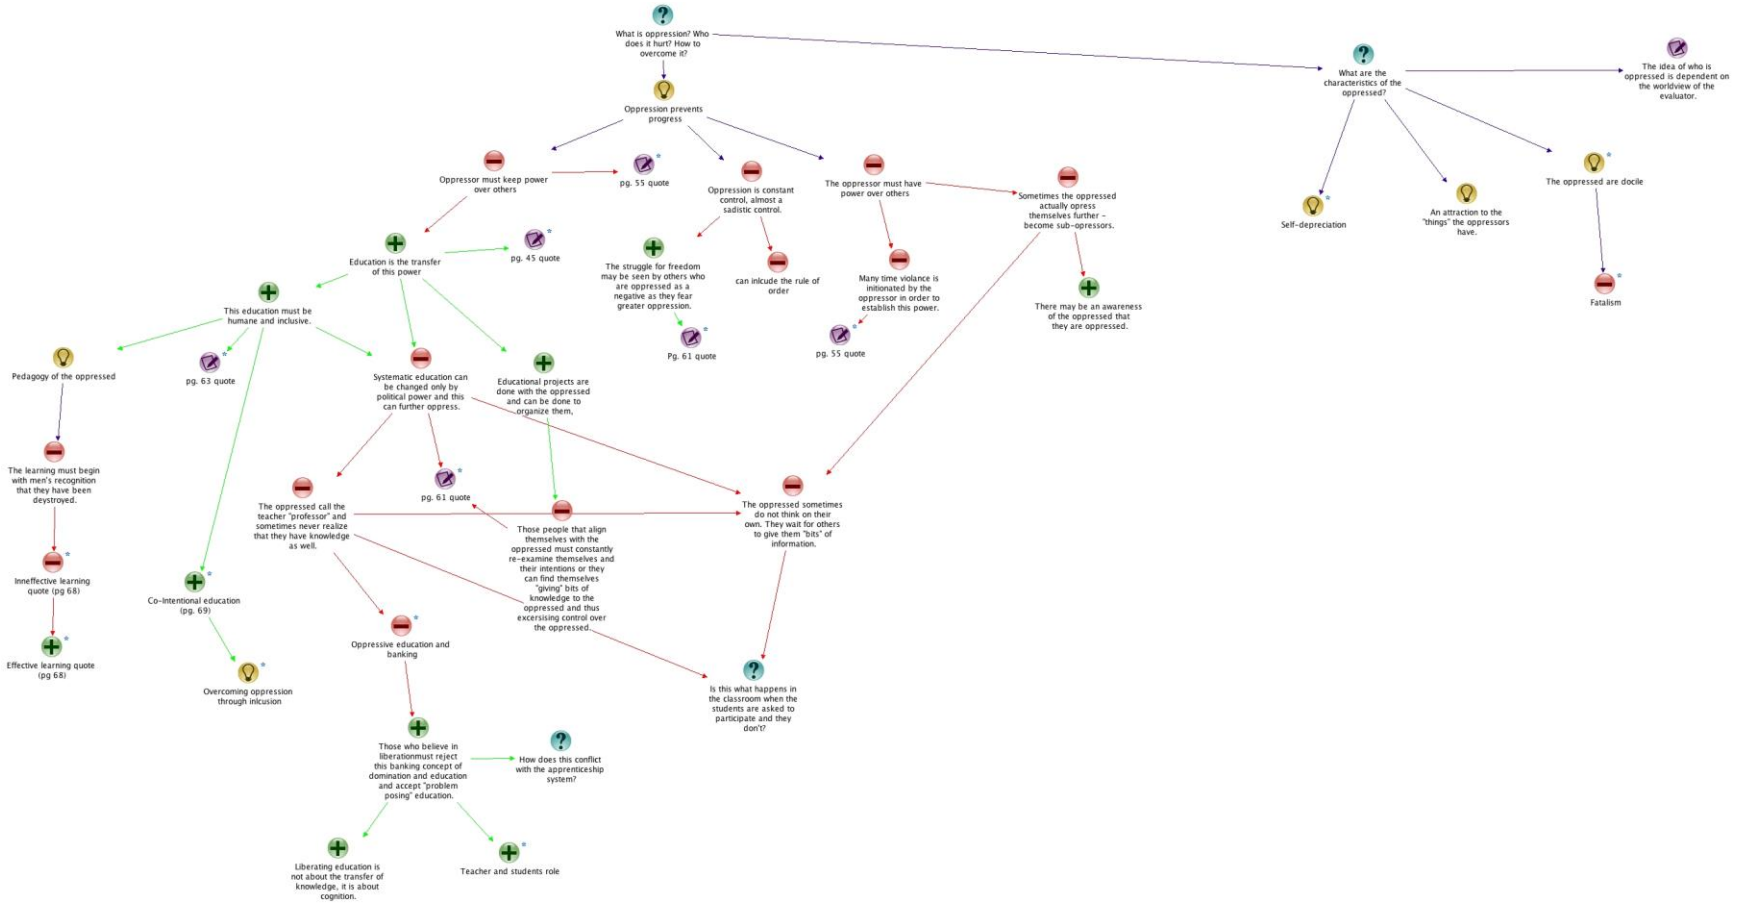 What is oppression? Who
does it hurt? How to
overcome it?
What are the
characteristics of the
oppressed?
The idea of who is
oppressed is dependent on
the worldview of the
evaluator.
Oppression prevents
progress
Oppressor must keep power
over others
pg. 55 quote
Oppression is constant
control, almost a
sadistic control.
The oppressor must have
power over others
Sometimes the oppressed
actually opress
themselves further -
become sub-opressors.
The oppressed are docile
Self-depreciation
An attraction to the
"things" the oppressors
have.
Fatalism
Education is the transfer
of this power
pg. 45 quote
The struggle for freedom
may be seen by others who
are oppressed as a
negative as they fear
greater oppression.
can inlcude the rule of
order
Many time violance is
initionated by the
oppressor in order to
establish this power.
There may be an awareness
of the oppressed that
they are oppressed.
This education must be
humane and inclusive.
Pg. 61 quote
pg. 55 quote
Pedagogy of the oppressed
pg. 63 quote
Systematic education can
be changed only by
political power and this
can further oppress.
Educational projects are
done with the oppressed
and can be done to
organize them,
The learning must begin
with men's recognition
that they have been
deystroyed.
The oppressed call the
teacher "professor" and
sometimes never realize
that they have knowledge
as well.
pg. 61 quote
Those people that align
themselves with the
oppressed must constantly
re-examine themselves and
their intentions or they
can find themselves
"giving" bits of
knowledge to the
oppressed and thus
excersising control over
the oppressed.
The oppressed sometimes
do not think on their
own. They wait for others
to give them "bits" of
information.
Inneffective learning
quote (pg 68)
Co-Intentional education
(pg. 69)
Effective learning quote
(pg 68)
Oppressive education and
banking
Overcoming oppression
through inlcusion
Is this what happens in
the classroom when the
students are asked to
participate and they
don't?
Those who believe in
liberationmust reject
this banking concept of
domination and education
and accept "problem
posing" education.
How does this conflict
with the apprenticeship
system?
Liberating education is
not about the transfer of
knowledge, it is about
cognition.
Teacher and students role